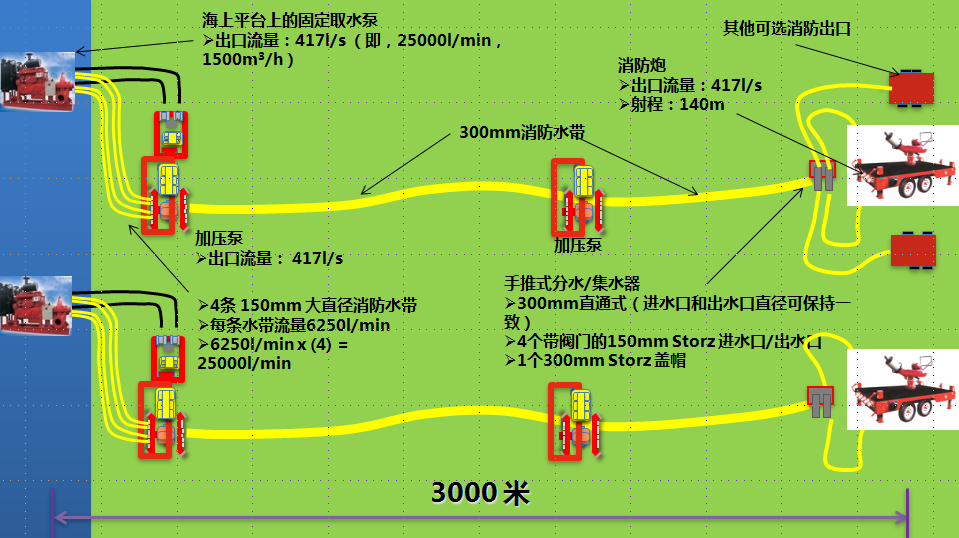 海上平台上的固定取水泵
➢出口流量：417l/s（即，25000l/min，
1500m³/h）
其他可选消防出口
消防炮
➢出口流量：417l/s
➢射程：140m
300mm消防水带
加压泵
➢出口流量： 417l/s
加压泵
➢4条 150mm 大直径消防水带
➢每条水带流量6250l/min
➢6250l/min x (4) =
25000l/min
手推式分水/集水器
➢300mm直通式（进水口和出水口直径可保持一
致）
➢4个带阀门的150mm Storz 进水口/出水口
➢1个300mm Storz 盖帽
3000 米